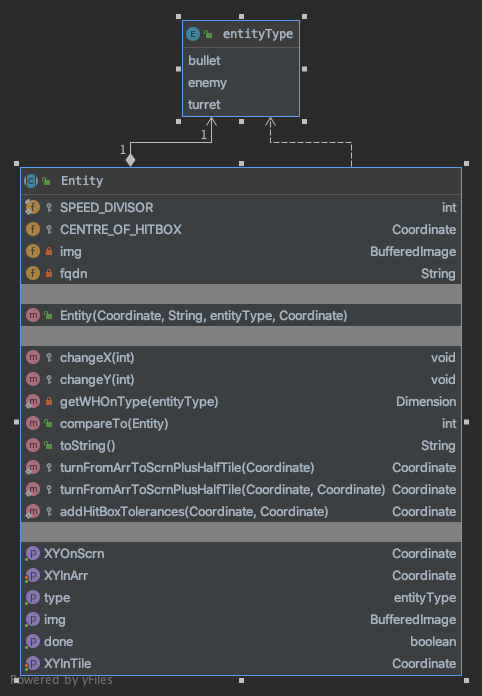 E entityType
bullet
enemy
turret
1
1
C Entity
f SPEED_DIVISOR int
f CENTRE_OF_HITBOX Coordinate
f img BufferedImage
f fqdn String
m Entity(Coordinate, String, entityType, Coordinate)
m changeX(int) void
m changeY(int) void
m getWHOnType(entityType) Dimension
m compareTo(Entity) int
m toString() String
m turnFromArrToScrnPlusHalfTile(Coordinate) Coordinate
m turnFromArrToScrnPlusHalfTile(Coordinate, Coordinate) Coordinate
m addHitBoxTolerances(Coordinate, Coordinate) Coordinate
p XYOnScrn Coordinate
p XYInArr Coordinate
p type entityType
p img BufferedImage
p done boolean
p XYInTile Coordinate
Powered by yFiles